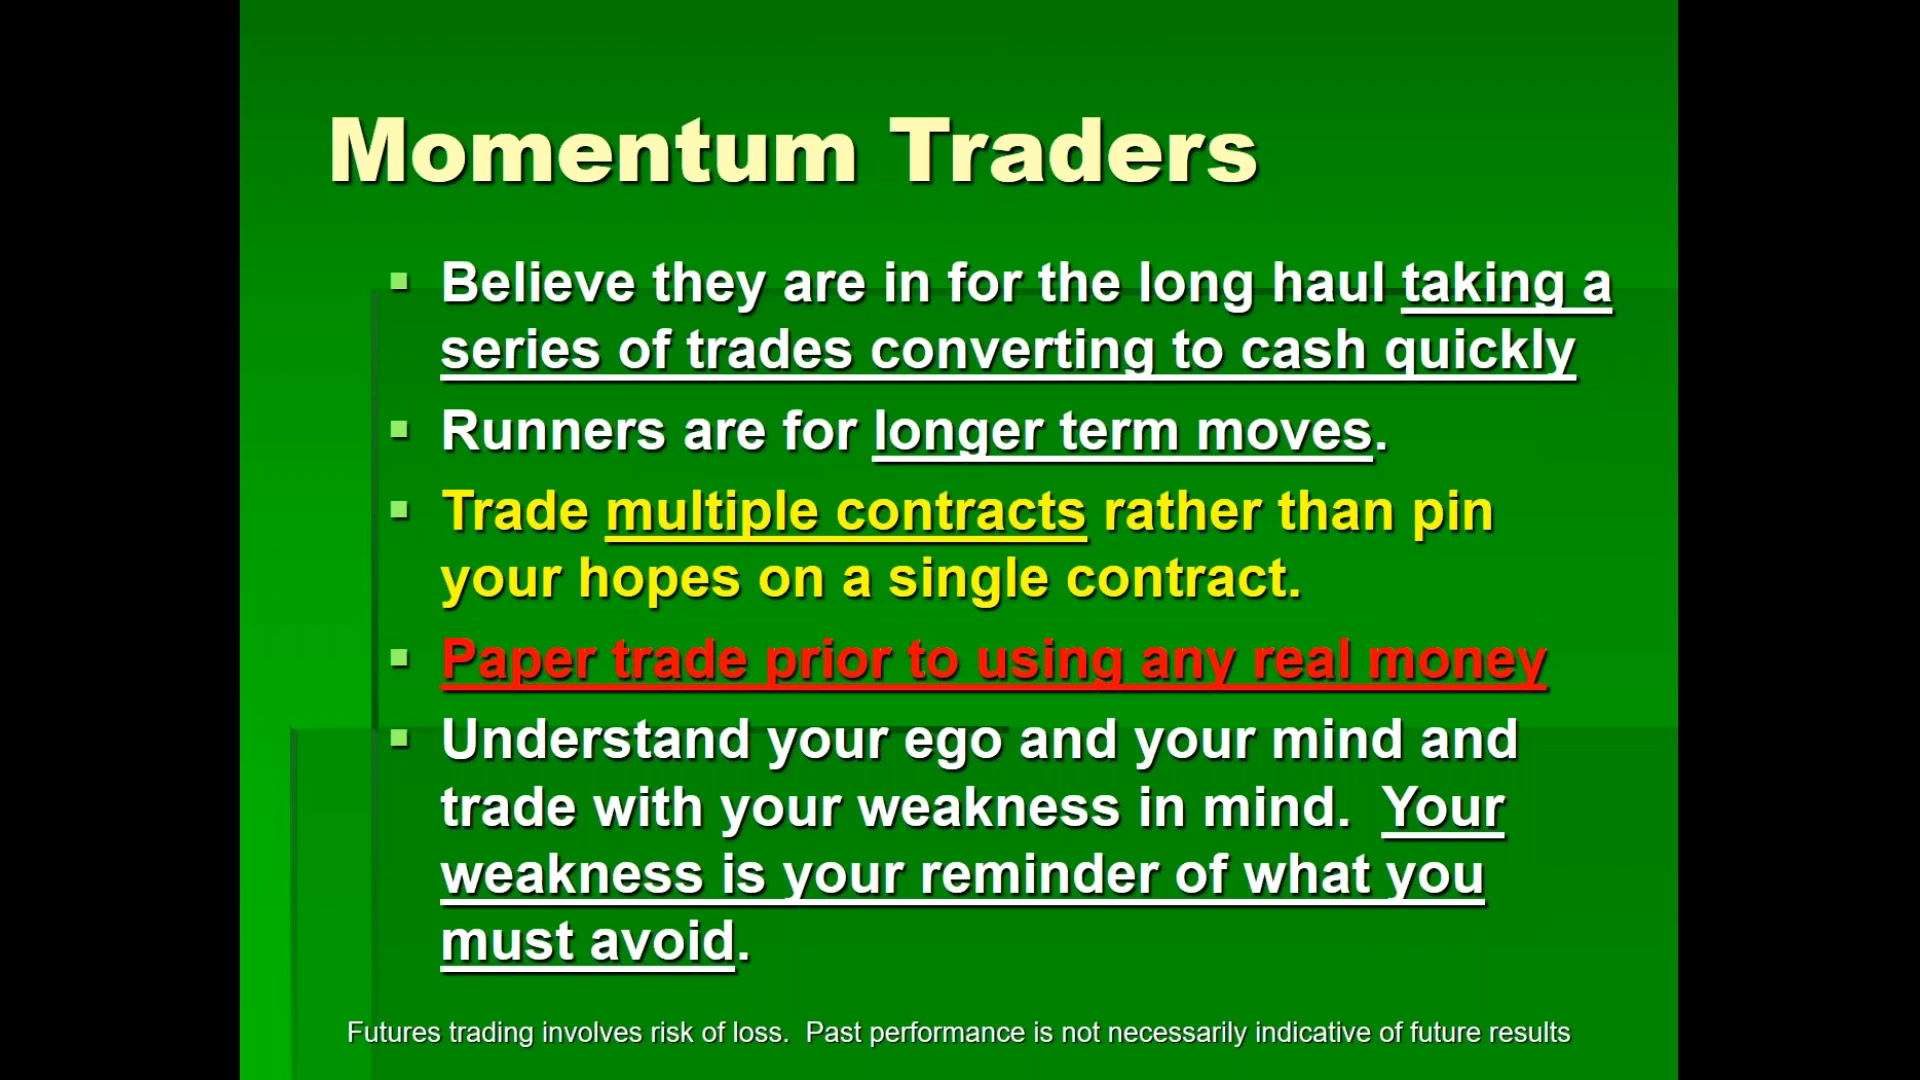 Momentum Traders
Believe they are in for the long haul taking a
series of trades converting to cash quickly
Runners are for longer term moves.
Trade multiple contracts rather than pin
your hopes on a single contract.
Paper trade prior to using any real money
Understand your ego and your mind and
trade with your weakness in mind.  Your
weakness is your reminder of what you
must avoid.
Futures trading involves risk of loss.  Past performance is not necessarily indicative of future results